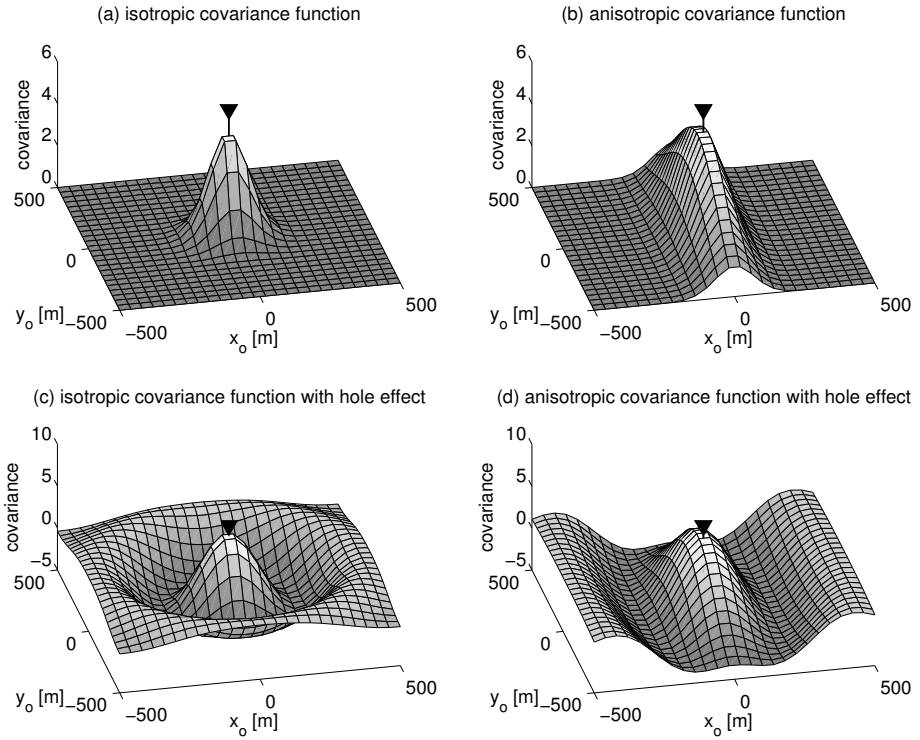 (a) isotropic covariance function
6
4
2
0
covariance
500
0
−500
y_o [m]
−500
0
500
x_o [m]
(b) anisotropic covariance function
6
4
2
0
covariance
500
0
−500
y_o [m]
−500
0
500
x_o [m]
(c) isotropic covariance function with hole effect
10
5
0
−5
covariance
500
0
−500
y_o [m]
−500
0
500
x_o [m]
(d) anisotropic covariance function with hole effect
10
5
0
−5
covariance
500
0
−500
y_o [m]
−500
0
500
x_o [m]